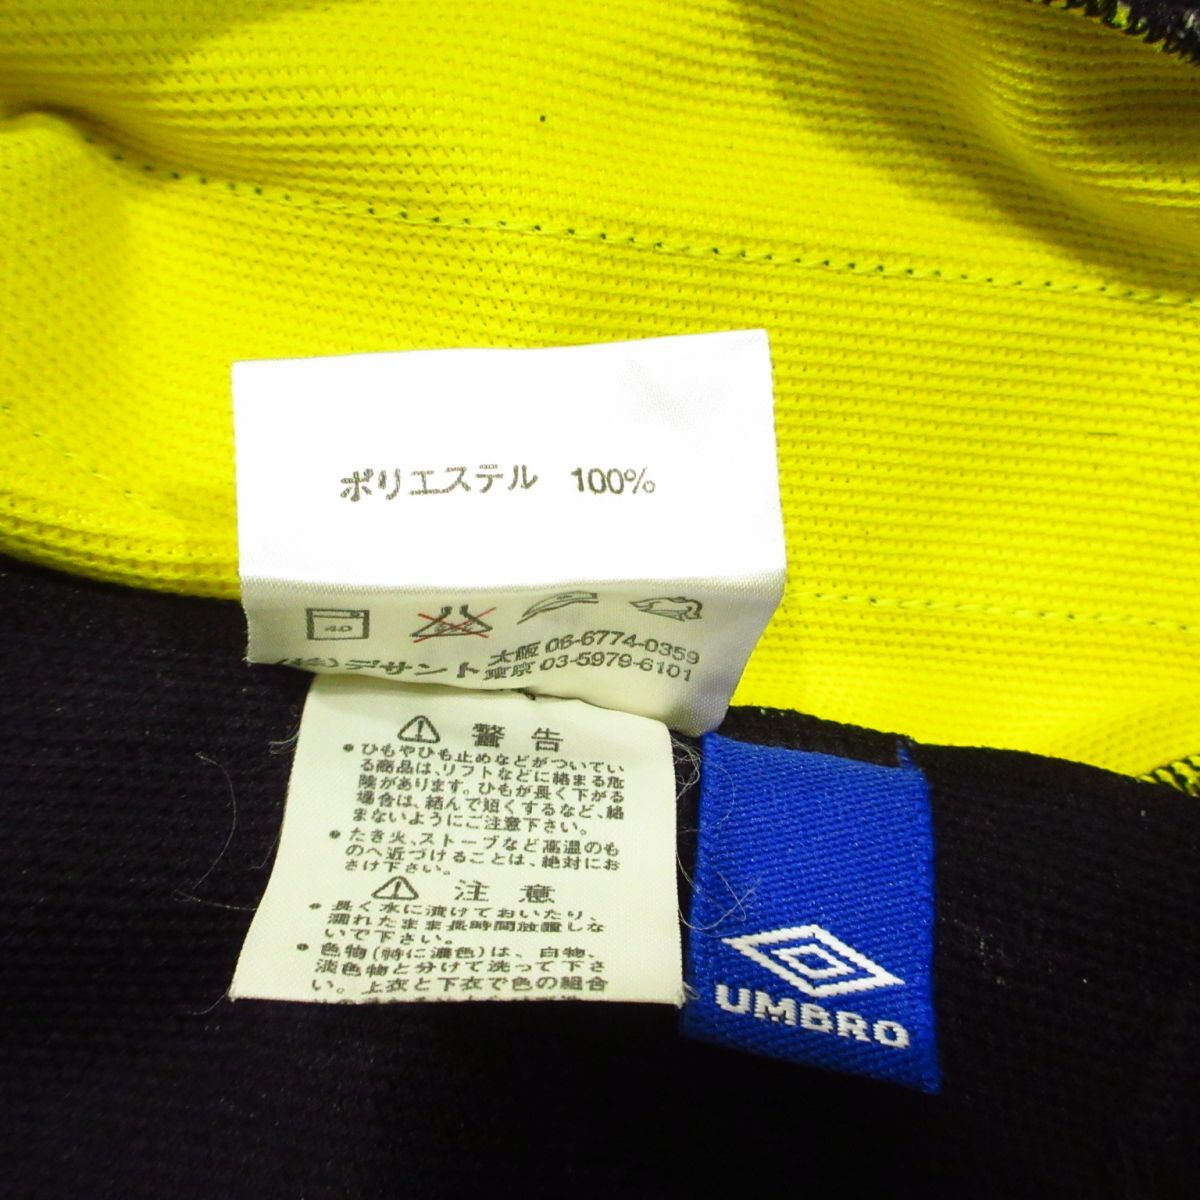 ポリエステル 100%
40
(株)デサント 大阪 06-6774-0359
東京 03-5979-6101
警告
●ひもやひも止めなどがついてい
る商品は、リフトなどに絡まる危
険があります。ひもが長く下がる
場合は、結んで短くするなど、絡
まないようにご注意下さい。
●たき火、ストーブなど高温のも
のへ近づけることは、絶対にお
さけ下さい。
注意
●長く水に漬けておいたり、
濡れたまま長時間放置しな
いで下さい。
●色物(特に濃色)は、白物、
淡色物と分けて洗って下さ
い。上衣と下衣で色の組合
UMBRO